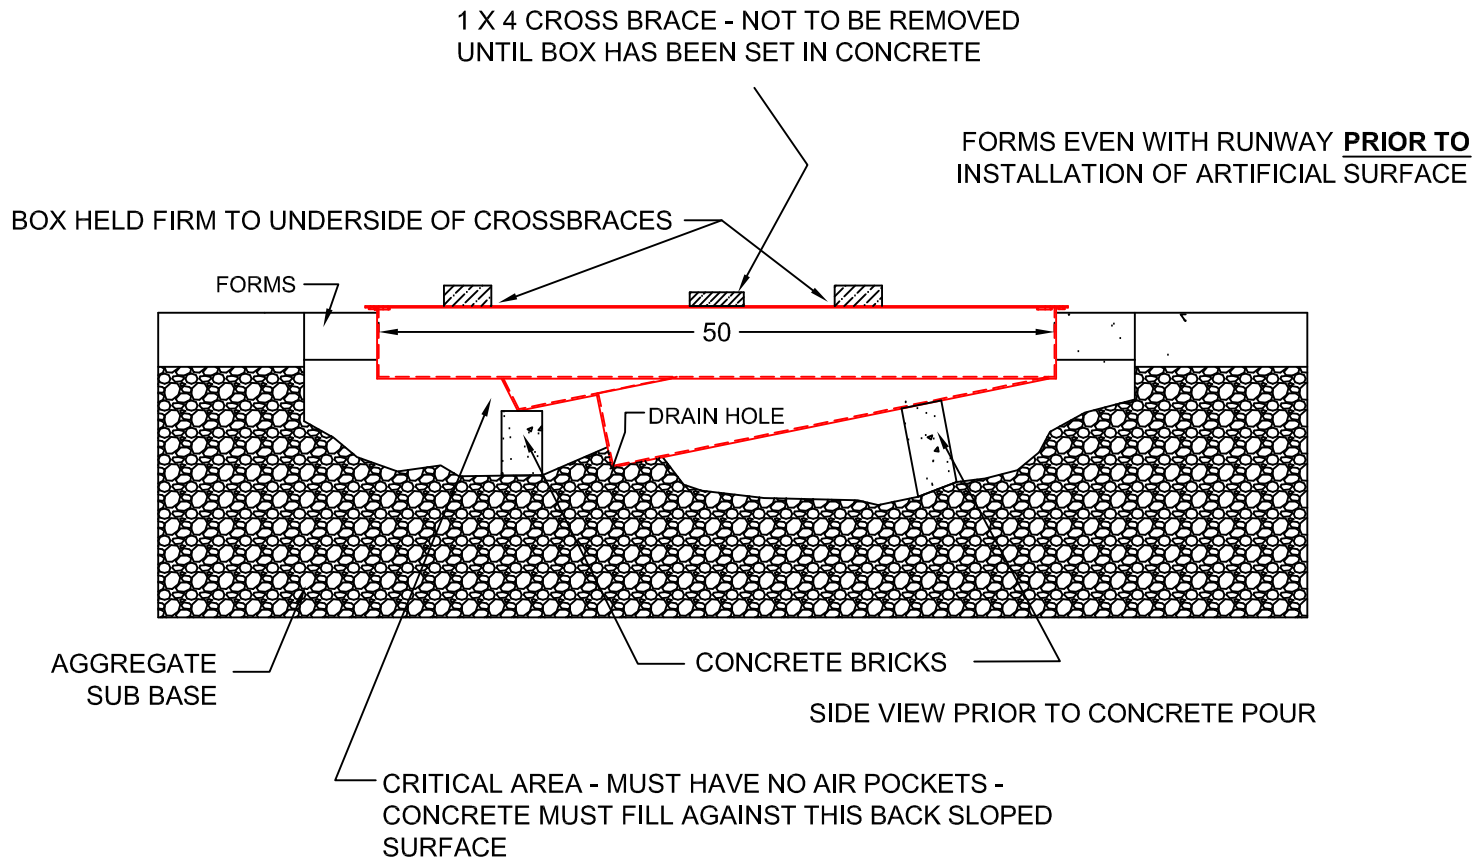 1 X 4 CROSS BRACE - NOT TO BE REMOVED
UNTIL BOX HAS BEEN SET IN CONCRETE
FORMS EVEN WITH RUNWAY PRIOR TO
INSTALLATION OF ARTIFICIAL SURFACE
BOX HELD FIRM TO UNDERSIDE OF CROSSBRACES
FORMS
50
DRAIN HOLE
AGGREGATE
SUB BASE
CONCRETE BRICKS
SIDE VIEW PRIOR TO CONCRETE POUR
CRITICAL AREA - MUST HAVE NO AIR POCKETS -
CONCRETE MUST FILL AGAINST THIS BACK SLOPED
SURFACE